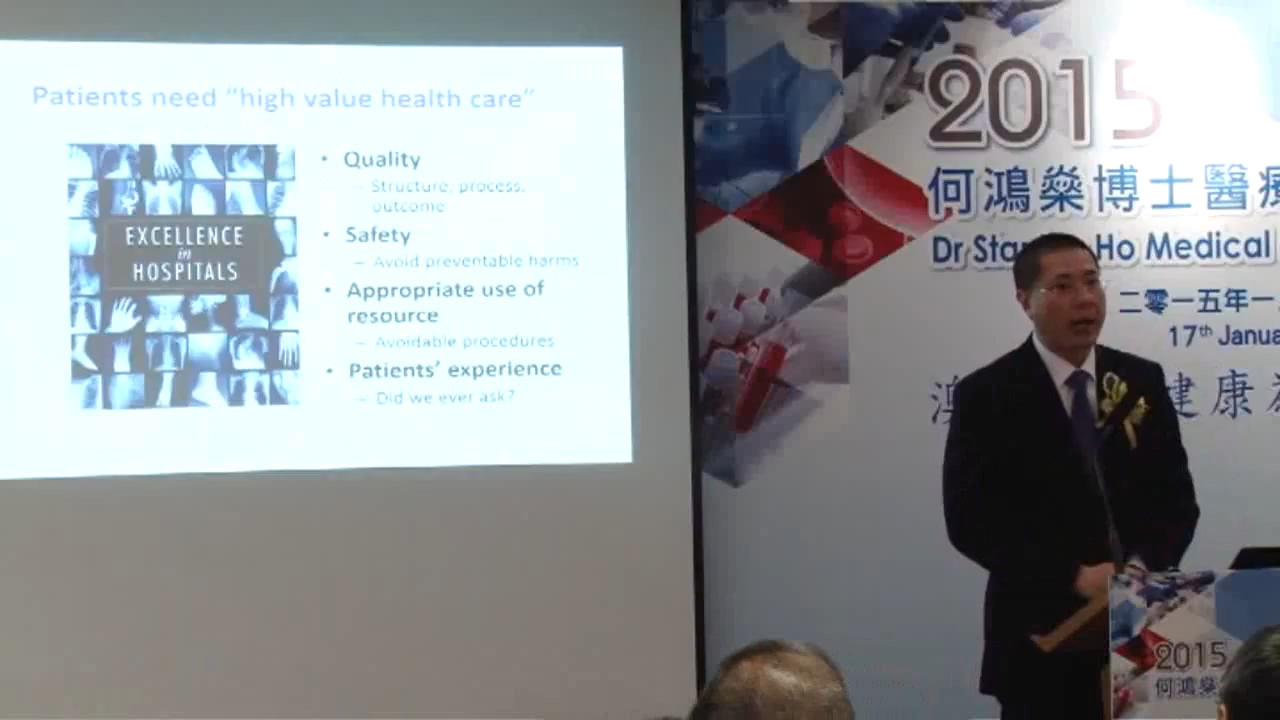 Patients need “high value health care”
EXCELLENCE
in
HOSPITALS
• Quality
– Structure, process,
outcome
• Safety
– Avoid preventable harms
• Appropriate use of
resource
– Avoidable procedures
• Patients’ experience
– Did we ever ask?
2015
何鴻燊博士醫療
Dr Ho Medical
二零一五年一
17th Janua
健康
2015
何鴻燊